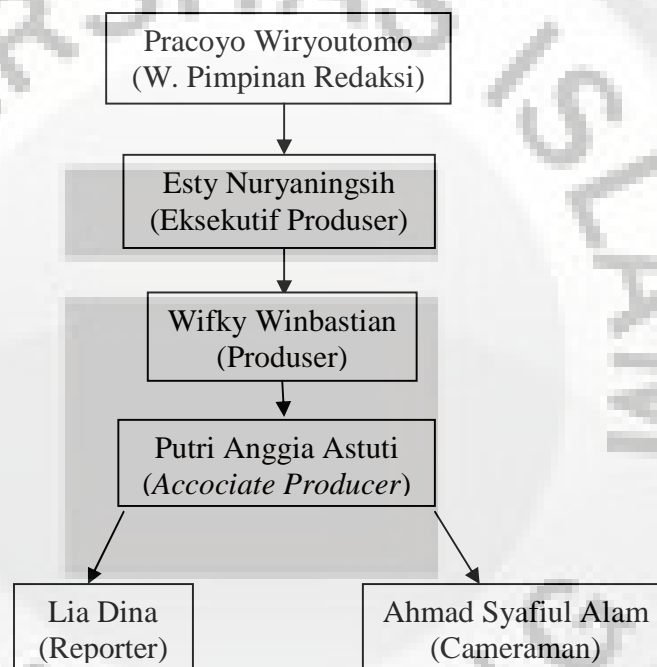 Pracoyo Wiryoutomo
(W. Pimpinan Redaksi)
Esty Nuryaningsih
(Eksekutif Produser)
Wifky Winbastian
(Produser)
Putri Anggia Astuti
(Accociate Producer)
Lia Dina
(Reporter)
Ahmad Syafiul Alam
(Cameraman)
ISLAM